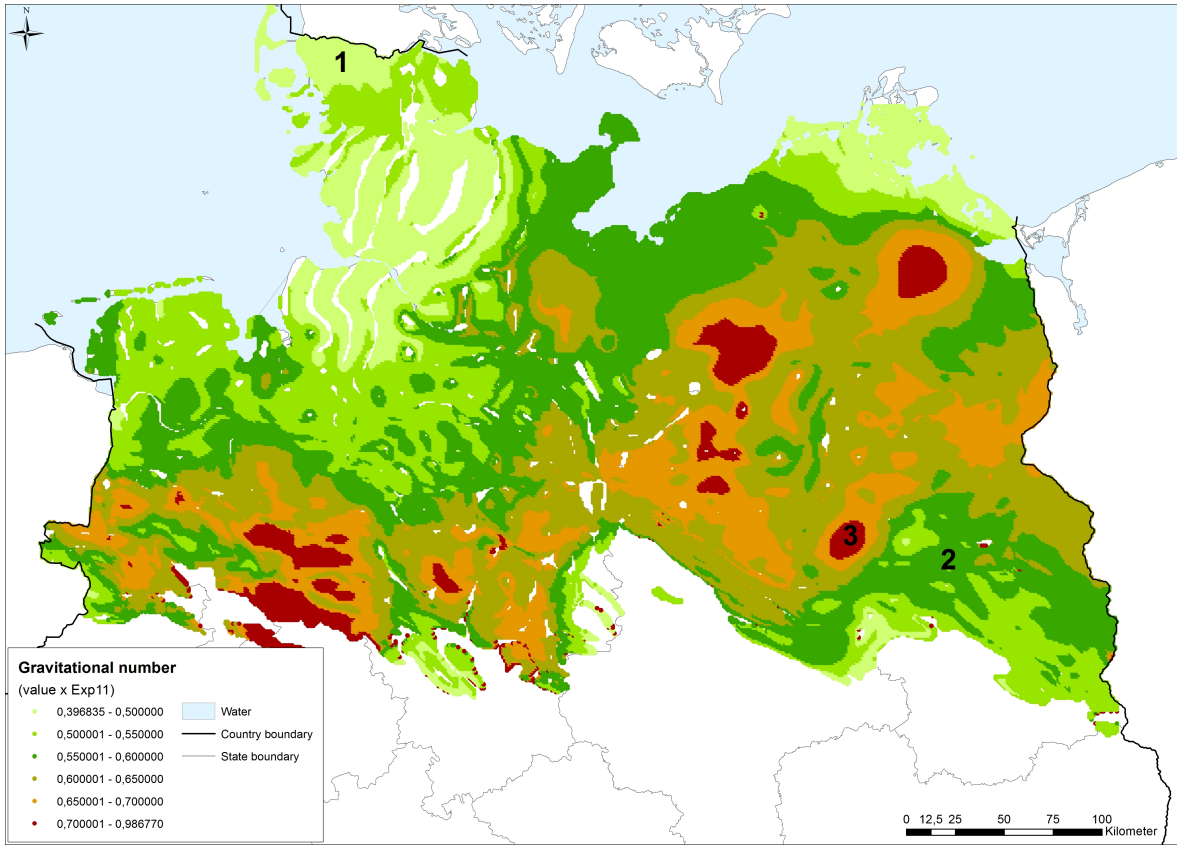 N
1
2
3
Gravitational number
(value x Exp11)
0,396835 - 0,500000
0,500001 - 0,550000
0,550001 - 0,600000
0,600001 - 0,650000
0,650001 - 0,700000
0,700001 - 0,986770
Water
Country boundary
State boundary
0 12,5 25 50 75 100
Kilometer